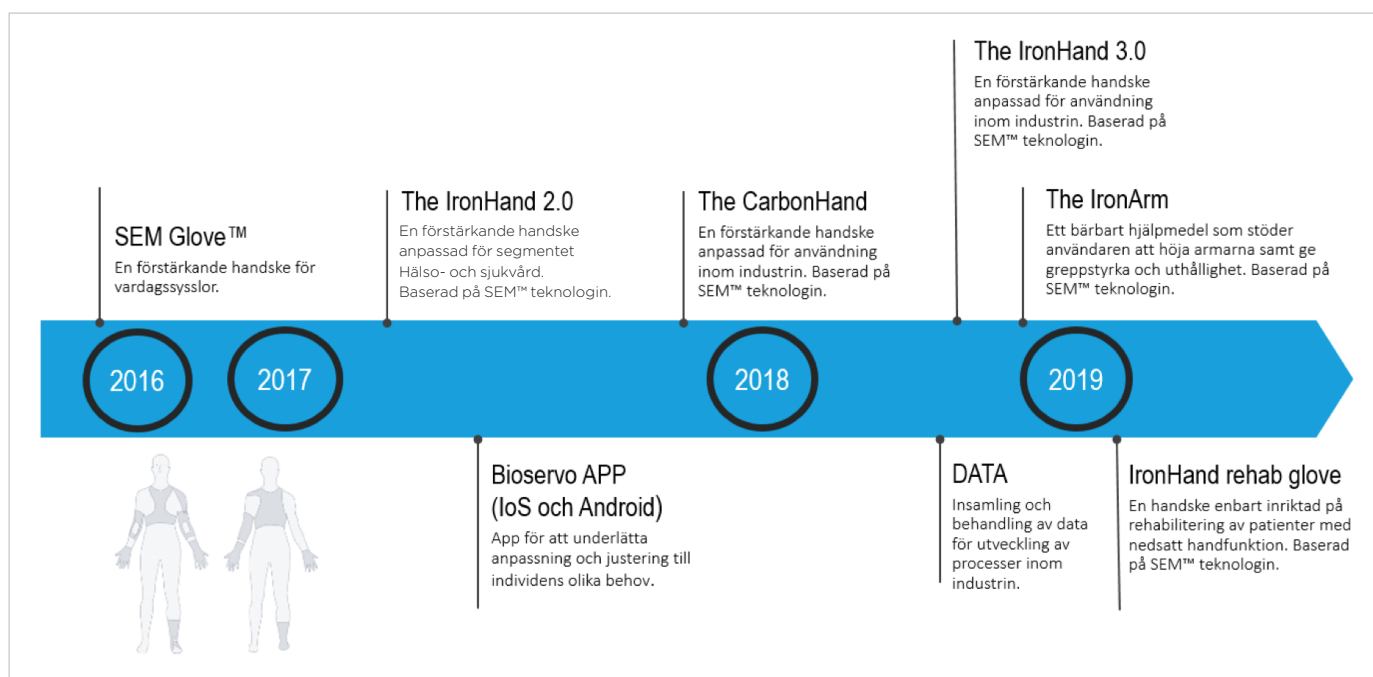 The IronHand 3.0
En förstärkande handske
anpassad för användning
inom industrin. Baserad på
SEM™ teknologin.
SEM Glove™
En förstärkande handske för
vardagssysslor.
The IronHand 2.0
En förstärkande handske
anpassad för segmentet
Hälso- och sjukvård.
Baserad på SEM™ teknologin.
The CarbonHand
En förstärkande handske
anpassad för användning
inom industrin. Baserad på
SEM™ teknologin.
The IronArm
Ett bärbart hjälpmedel som stöder
användaren att höja armarna samt ge
greppstyrka och uthållighet. Baserad på
SEM™ teknologin.
2016
2017
2018
2019
Bioservo APP
(IoS och Android)
App för att underlätta
anpassning och justering till
individens olika behov.
DATA
Insamling och
behandling av data
för utveckling av
processer inom
industrin.
IronHand rehab glove
En handske enbart inriktad på
rehabilitering av patienter med
nedsatt handfunktion. Baserad
på SEM™ teknologin.